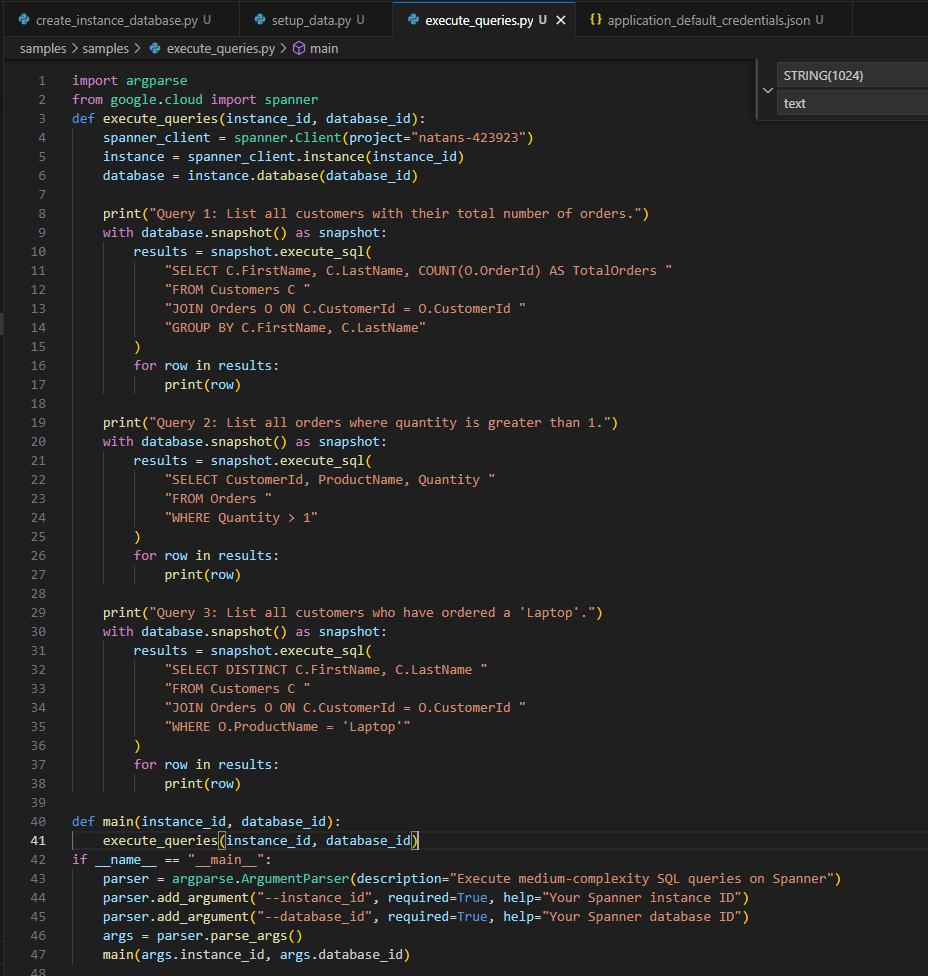 create_instance_database.py U setup_data.py U execute_queries.py U × {} application_default_credentials.json U
samples > samples > execute_queries.py > main
STRING(1024)
text
1 import argparse
2 from google.cloud import spanner
3 def execute_queries(instance_id, database_id):
4     spanner_client = spanner.Client(project="natans-423923")
5     instance = spanner_client.instance(instance_id)
6     database = instance.database(database_id)
7
8     print("Query 1: List all customers with their total number of orders.")
9     with database.snapshot() as snapshot:
10         results = snapshot.execute_sql(
11             "SELECT C.FirstName, C.LastName, COUNT(O.OrderId) AS TotalOrders "
12             "FROM Customers C "
13             "JOIN Orders O ON C.CustomerId = O.CustomerId "
14             "GROUP BY C.FirstName, C.LastName"
15         )
16         for row in results:
17             print(row)
18
19     print("Query 2: List all orders where quantity is greater than 1.")
20     with database.snapshot() as snapshot:
21         results = snapshot.execute_sql(
22             "SELECT CustomerId, ProductName, Quantity "
23             "FROM Orders "
24             "WHERE Quantity > 1"
25         )
26         for row in results:
27             print(row)
28
29     print("Query 3: List all customers who have ordered a 'Laptop'.")
30     with database.snapshot() as snapshot:
31         results = snapshot.execute_sql(
32             "SELECT DISTINCT C.FirstName, C.LastName "
33             "FROM Customers C "
34             "JOIN Orders O ON C.CustomerId = O.CustomerId "
35             "WHERE O.ProductName = 'Laptop'"
36         )
37         for row in results:
38             print(row)
39
40 def main(instance_id, database_id):
41     execute_queries(instance_id, database_id)
42 if __name__ == "__main__":
43     parser = argparse.ArgumentParser(description="Execute medium-complexity SQL queries on Spanner")
44     parser.add_argument("--instance_id", required=True, help="Your Spanner instance ID")
45     parser.add_argument("--database_id", required=True, help="Your Spanner database ID")
46     args = parser.parse_args()
47     main(args.instance_id, args.database_id)
48